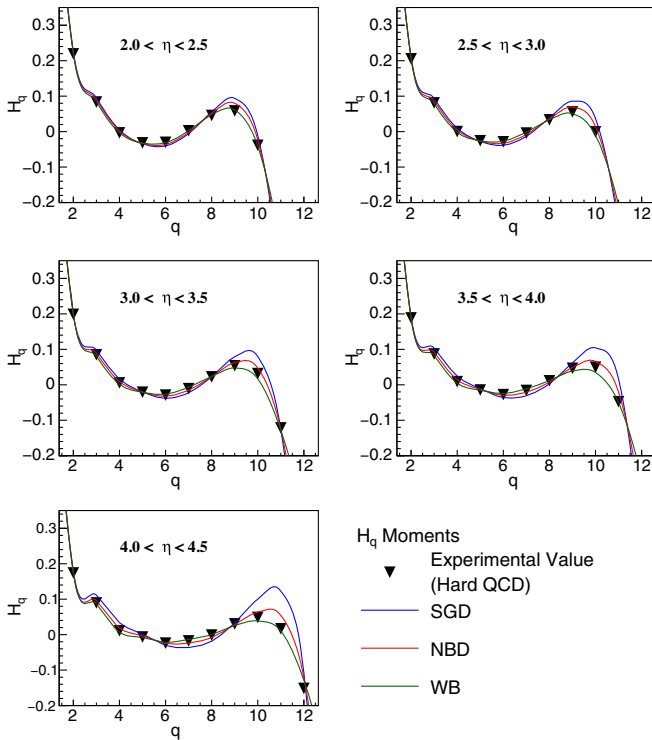 2.0 < η < 2.5
H_q
0.3
0.2
0.1
0
−0.1
−0.2
2 4 6 8 10 12
q
2.5 < η < 3.0
H_q
0.3
0.2
0.1
0
−0.1
−0.2
2 4 6 8 10 12
q
3.0 < η < 3.5
H_q
0.3
0.2
0.1
0
−0.1
−0.2
2 4 6 8 10 12
q
3.5 < η < 4.0
H_q
0.3
0.2
0.1
0
−0.1
−0.2
2 4 6 8 10 12
q
4.0 < η < 4.5
H_q
0.3
0.2
0.1
0
−0.1
−0.2
2 4 6 8 10 12
q
H_q Moments
Experimental Value
(Hard QCD)
SGD
NBD
WB